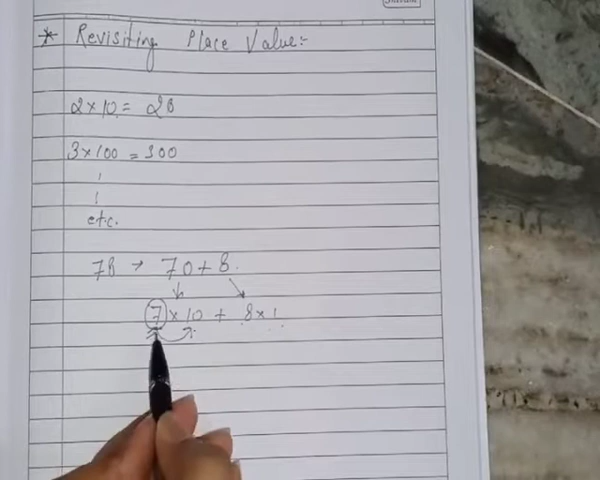 * Revisiting Place Value:-
2×10 = 20
3×100 = 300
etc.
78 → 70+8.
7×10 + 8×1